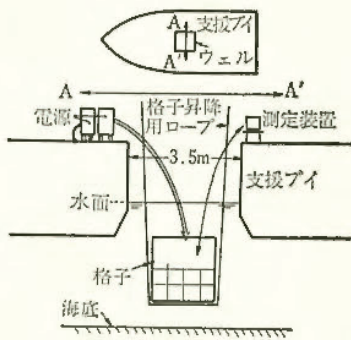 A 支援ブイ
A' ウェル
A A'
電源
格子昇降
用ロープ
測定装置
3.5m
支援ブイ
水面
格子
海底